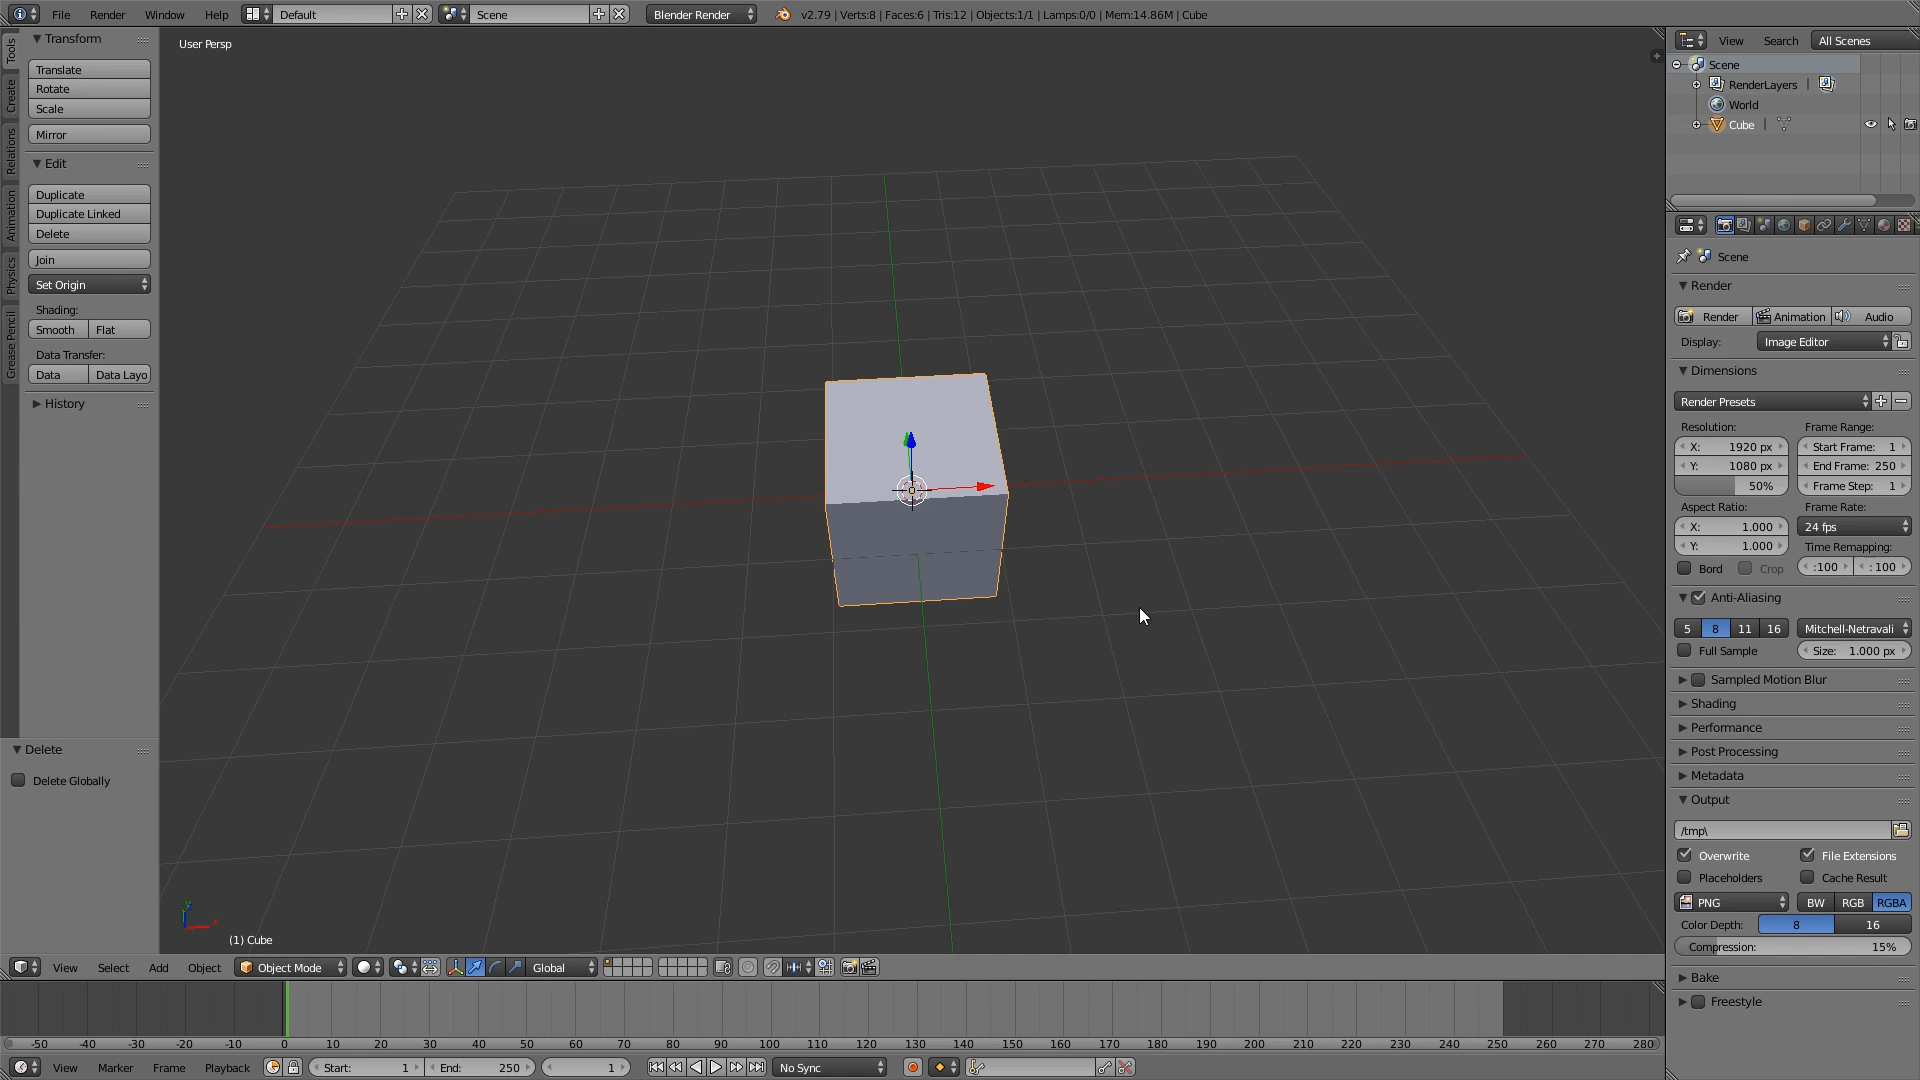 File Render Window Help Default Scene Blender Render v2.79 | Verts:8 | Faces:6 | Tris:12 | Objects:1/1 | Lamps:0/0 | Mem:14.86M | Cube
Tools
Create
Relations
Animation
Physics
Grease Pencil
Transform
Translate
Rotate
Scale
Mirror
Edit
Duplicate
Duplicate Linked
Delete
Join
Set Origin
Shading:
Smooth Flat
Data Transfer:
Data Data Layo
History
Delete
Delete Globally
User Persp
(1) Cube
View Select Add Object Object Mode Global
-50 -40 -30 -20 -10 0 10 20 30 40 50 60 70 80 90 100 110 120 130 140 150 160 170 180 190 200 210 220 230 240 250 260 270 280
View Marker Frame Playback Start: 1 End: 250 1 No Sync
View Search All Scenes
Scene
RenderLayers |
World
Cube |
Scene
Render
Render Animation Audio
Display: Image Editor
Dimensions
Render Presets
Resolution: Frame Range:
X: 1920 px Start Frame: 1
Y: 1080 px End Frame: 250
50% Frame Step: 1
Aspect Ratio: Frame Rate:
X: 1.000 24 fps
Y: 1.000 Time Remapping:
Bord Crop :100 : 100
Anti-Aliasing
5 8 11 16 Mitchell-Netravali
Full Sample Size: 1.000 px
Sampled Motion Blur
Shading
Performance
Post Processing
Metadata
Output
/tmp\
Overwrite File Extensions
Placeholders Cache Result
PNG BW RGB RGBA
Color Depth: 8 16
Compression: 15%
Bake
Freestyle